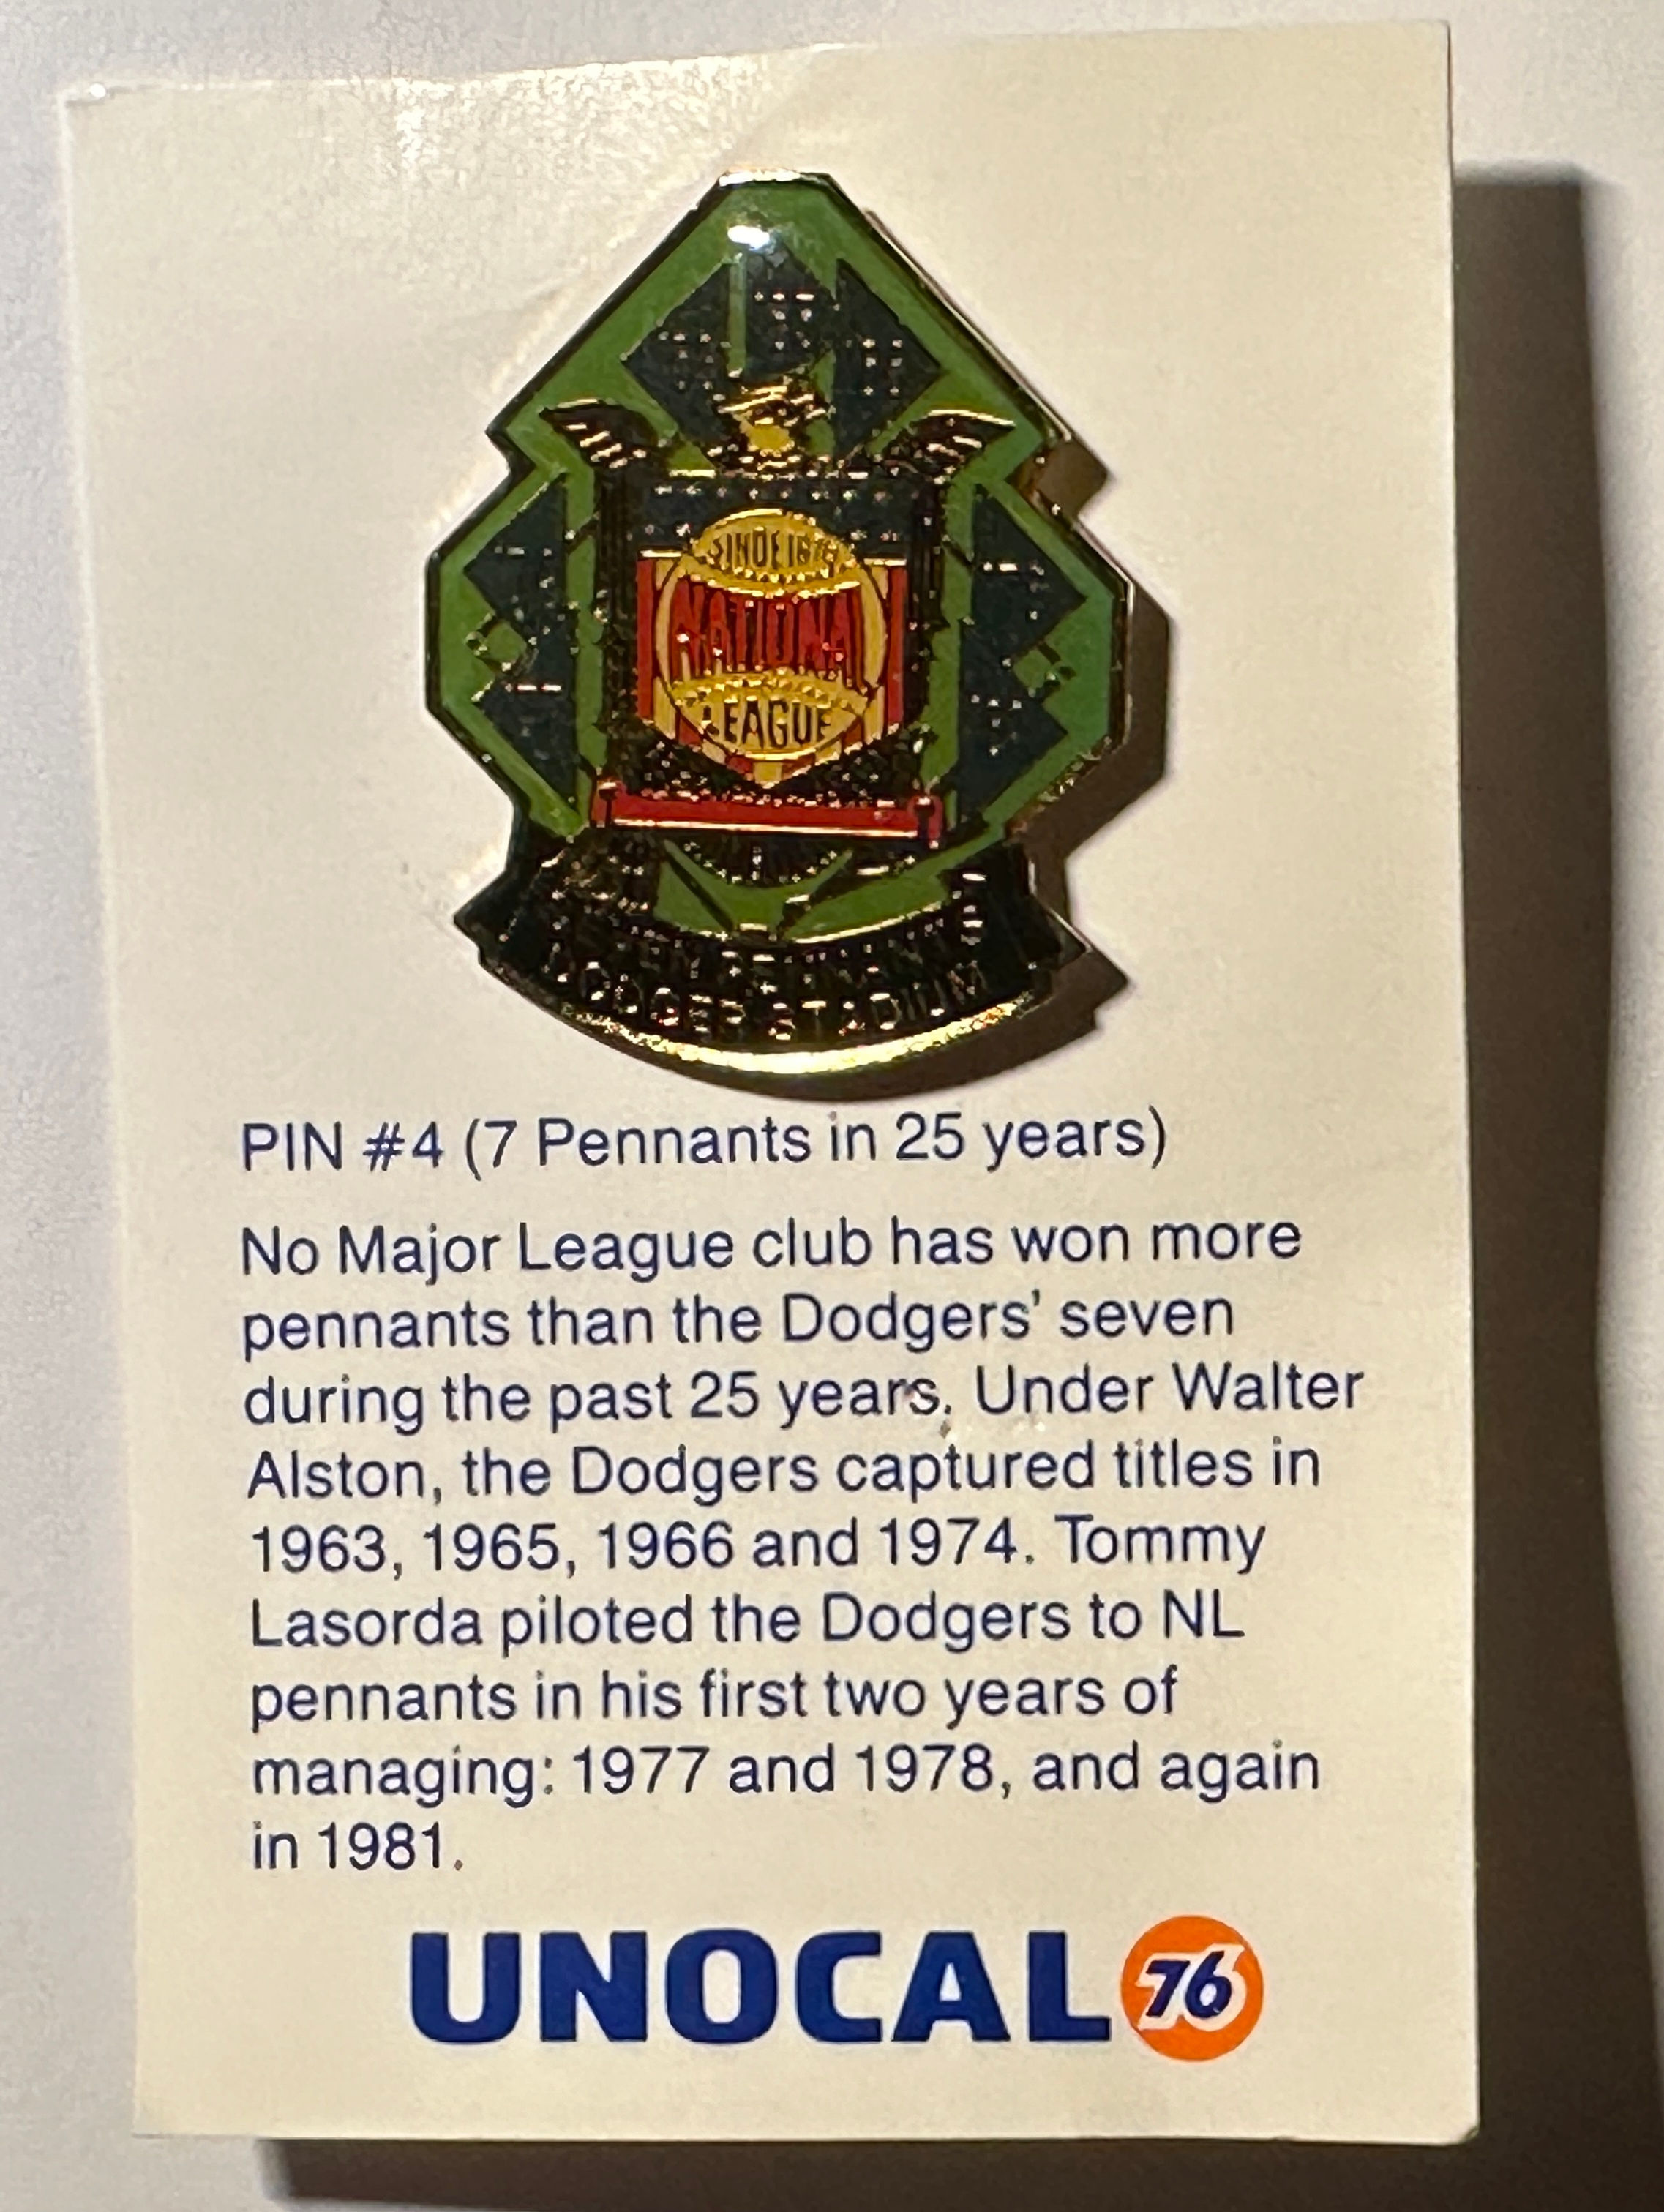 SINCE 1876
NATIONAL
LEAGUE
SEVEN PENNANTS
DODGER STADIUM
PIN #4 (7 Pennants in 25 years)
No Major League club has won more
pennants than the Dodgers' seven
during the past 25 years. Under Walter
Alston, the Dodgers captured titles in
1963, 1965, 1966 and 1974. Tommy
Lasorda piloted the Dodgers to NL
pennants in his first two years of
managing: 1977 and 1978, and again
in 1981.
UNOCAL 76